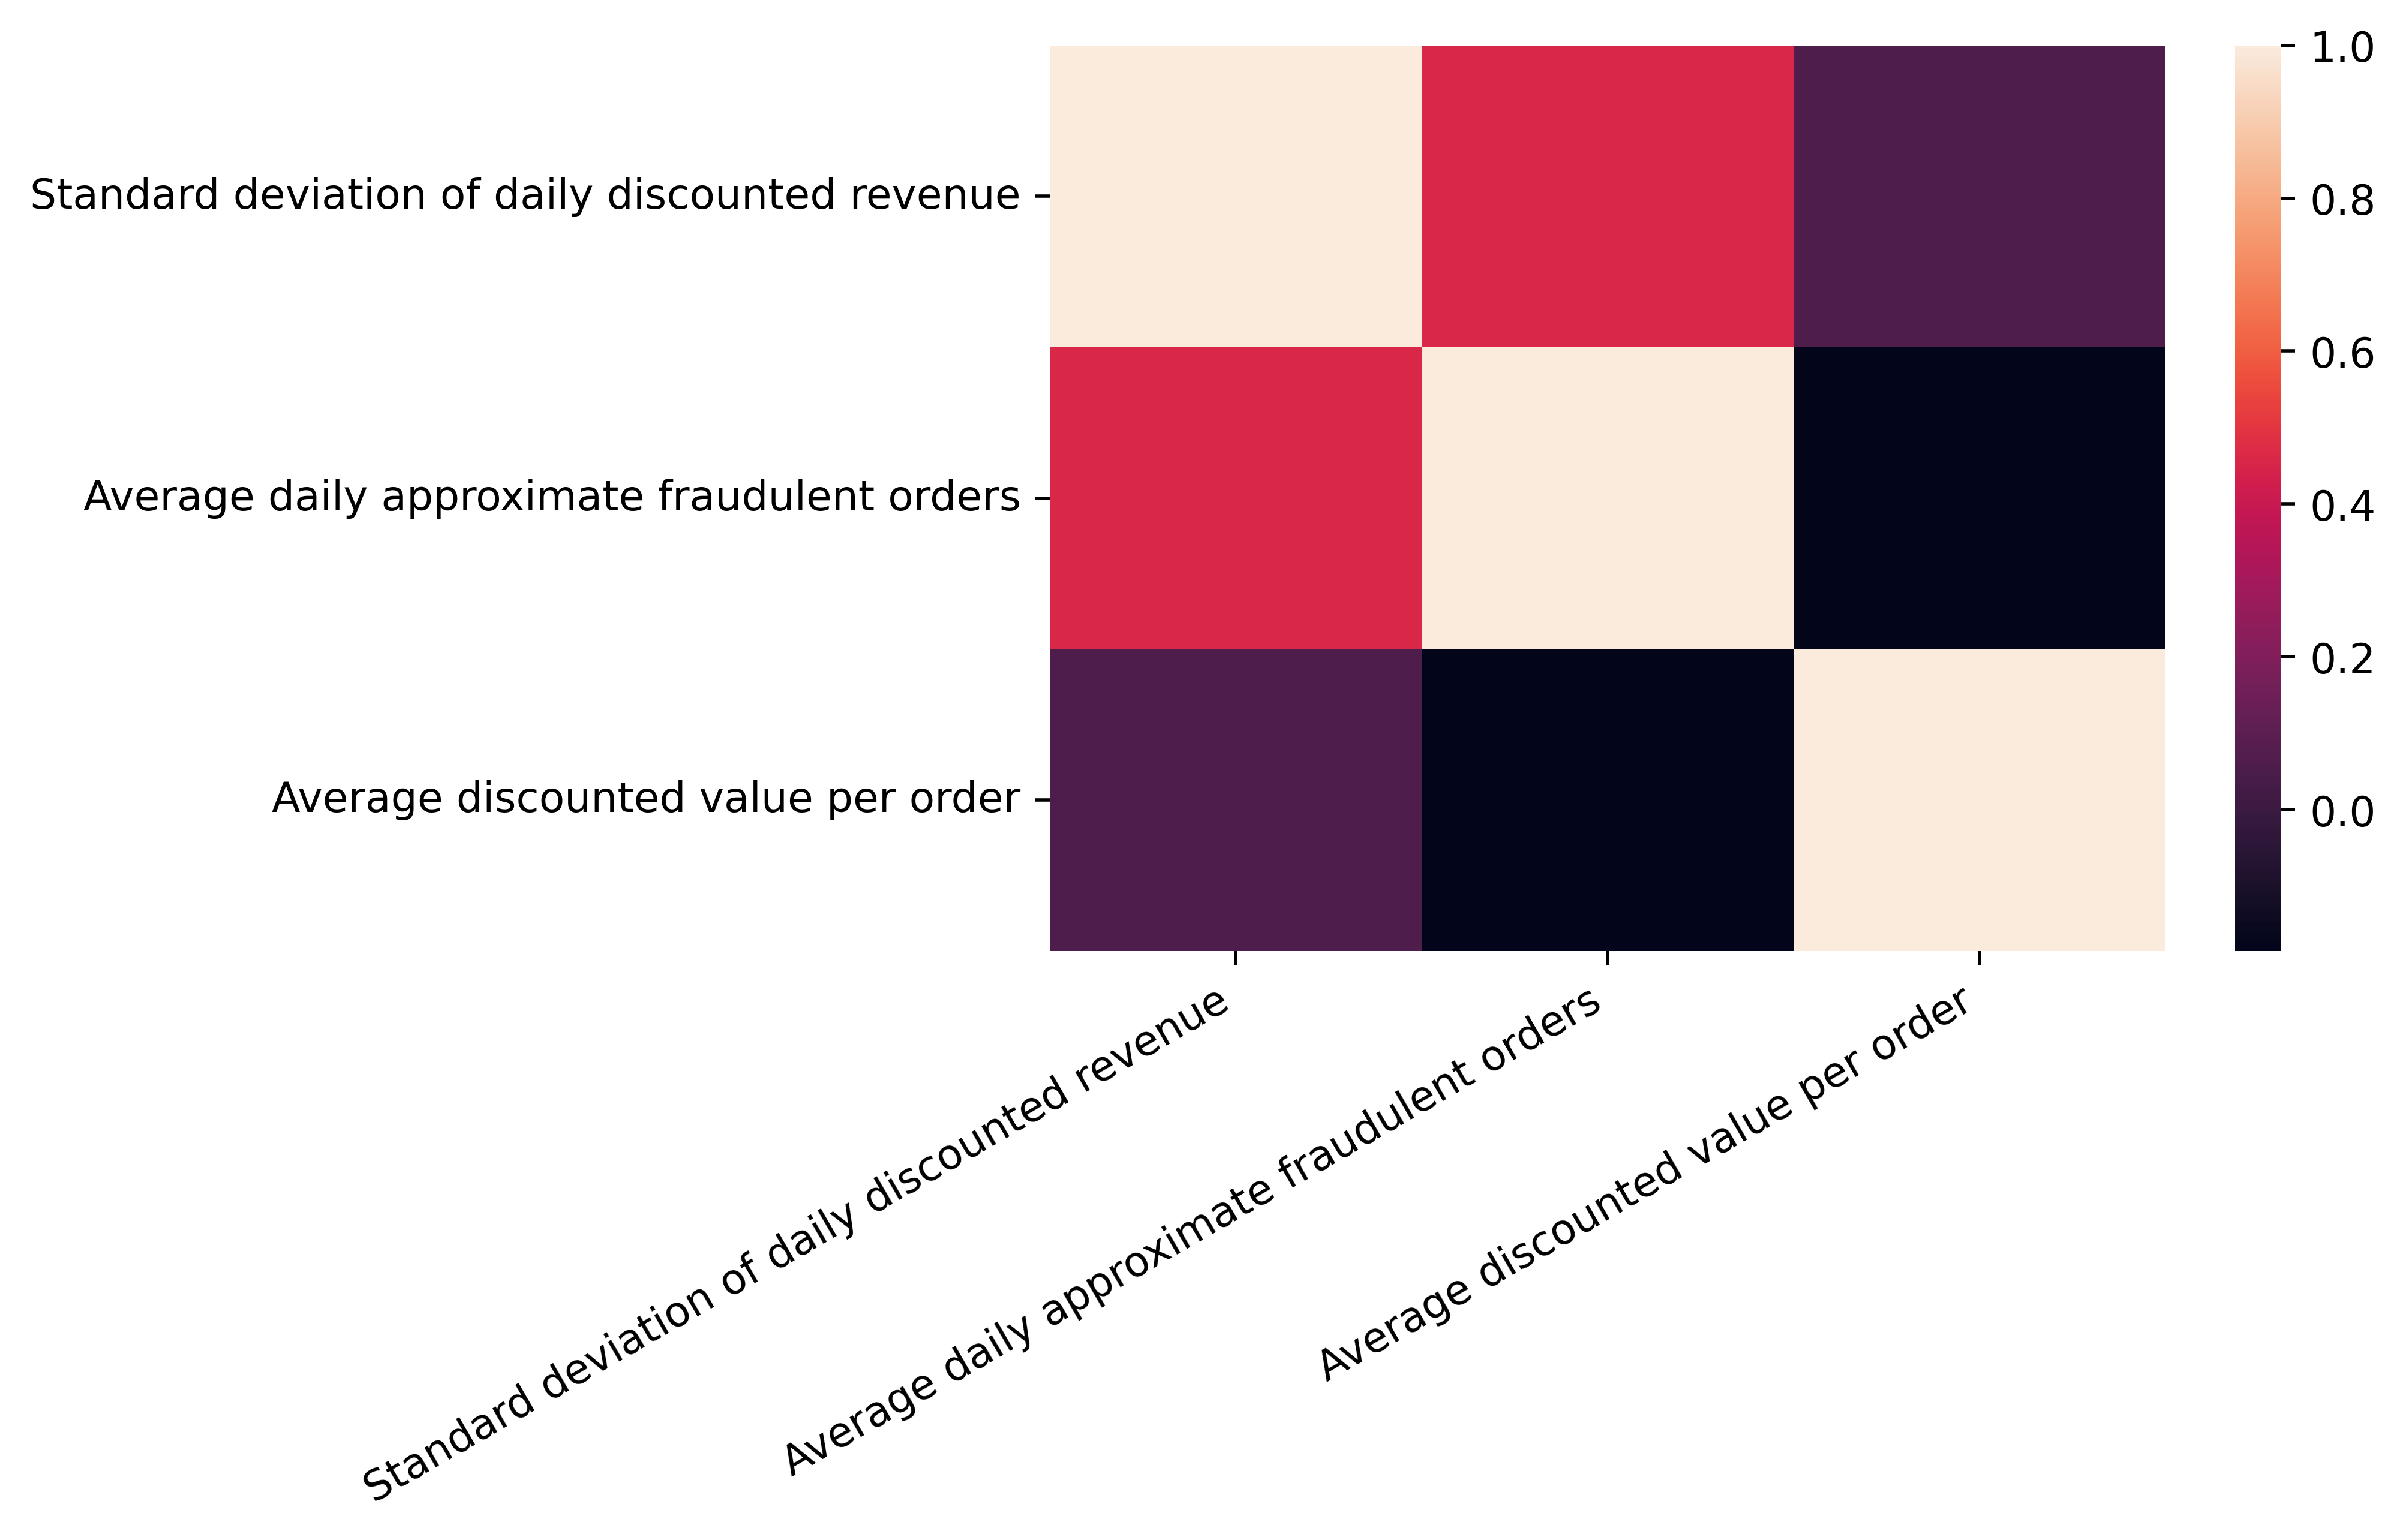 1.0
Standard deviation of daily discounted revenue
0.8
0.6
Average daily approximate fraudulent orders
0.4
0.2
Average discounted value per order
0.0
Standard deviation of daily discounted revenue
Average daily approximate fraudulent orders
Average discounted value per order